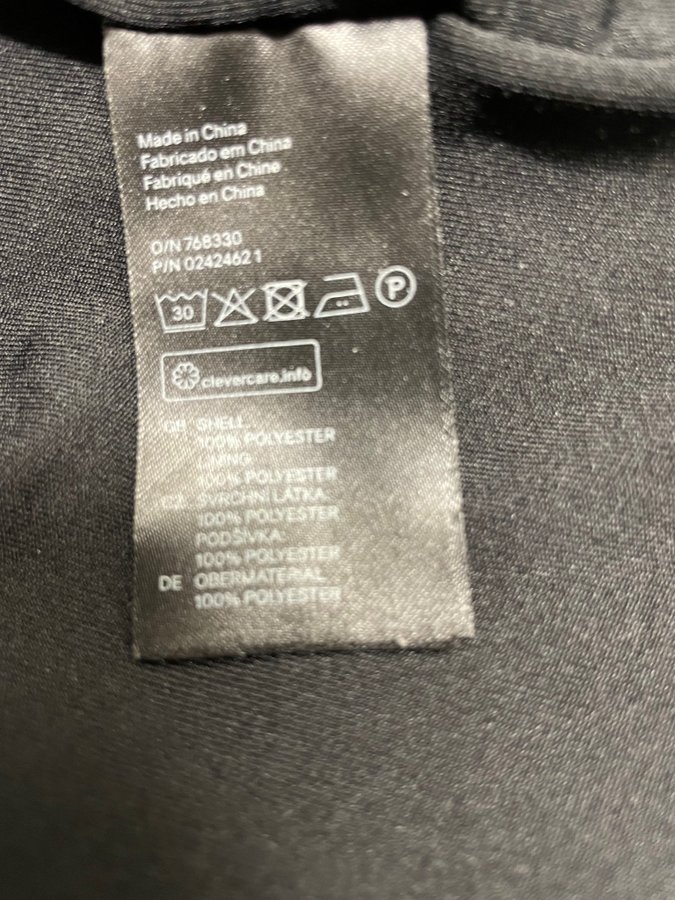 Made in China
Fabricado em China
Fabriqué en Chine
Hecho en China
O/N 768330
P/N 02424621
30 P
clevercare.info
GB SHELL
100% POLYESTER
LINING
100% POLYESTER
CZ SVRCHNÍ LÁTKA
100% POLYESTER
PODŠÍVKA
100% POLYESTER
DE OBERMATERIAL
100% POLYESTER